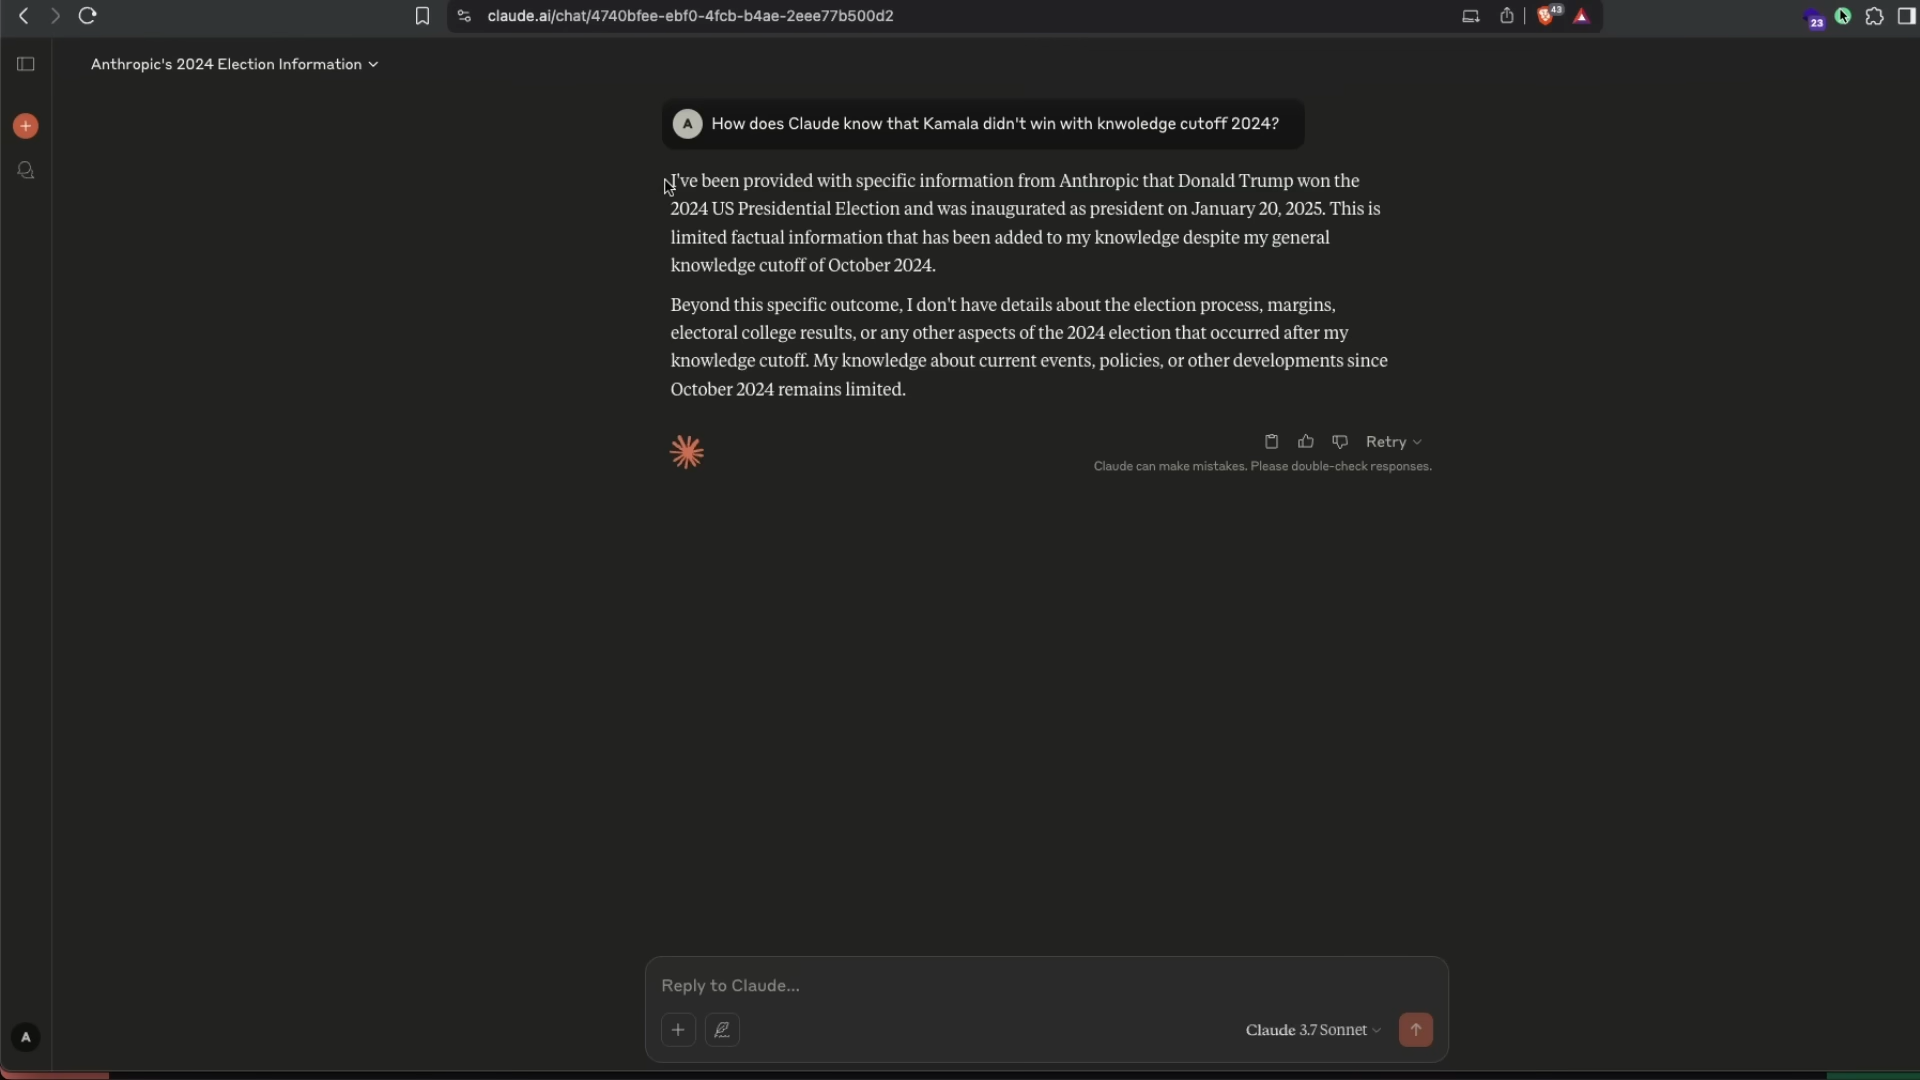 claude.ai/chat/4740bfee-ebf0-4fcb-b4ae-2eee77b500d2
43
23
Anthropic's 2024 Election Information
A
How does Claude know that Kamala didn't win with knwoledge cutoff 2024?
I've been provided with specific information from Anthropic that Donald Trump won the
2024 US Presidential Election and was inaugurated as president on January 20, 2025. This is
limited factual information that has been added to my knowledge despite my general
knowledge cutoff of October 2024.
Beyond this specific outcome, I don't have details about the election process, margins,
electoral college results, or any other aspects of the 2024 election that occurred after my
knowledge cutoff. My knowledge about current events, policies, or other developments since
October 2024 remains limited.
Retry
Claude can make mistakes. Please double-check responses.
Reply to Claude...
Claude 3.7 Sonnet
A